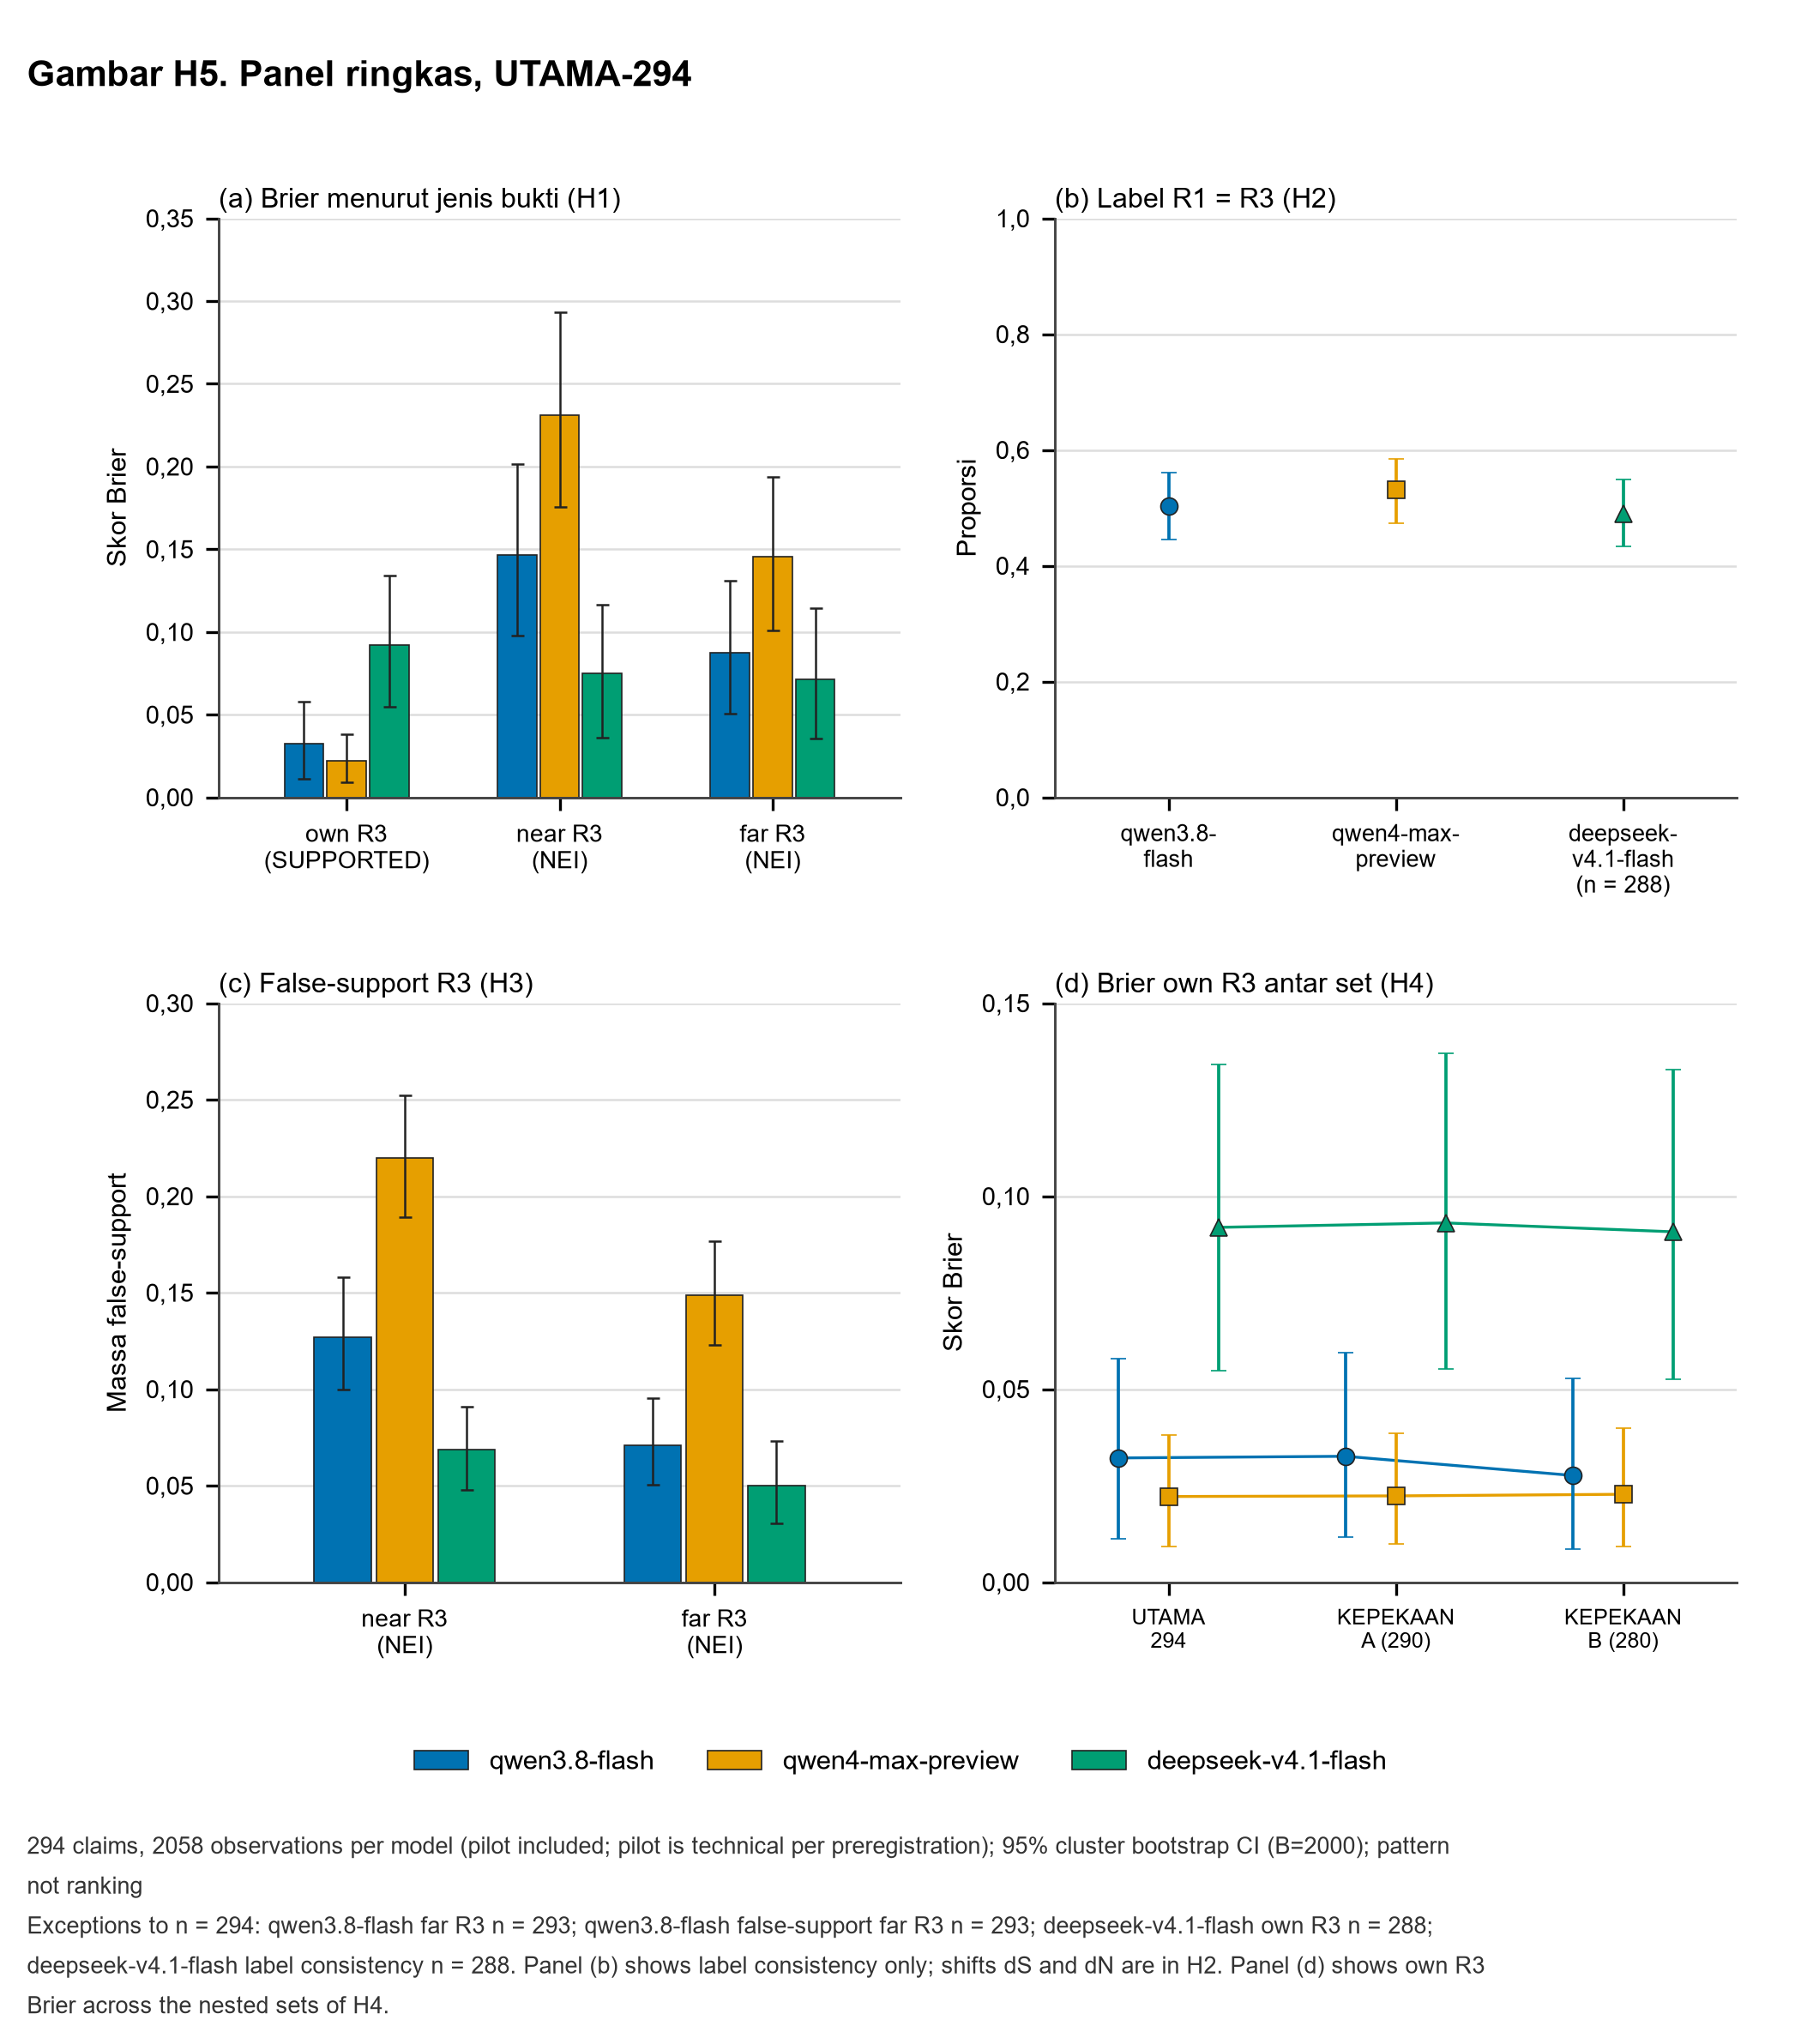 Gambar H5. Panel ringkas, UTAMA-294
(a) Brier menurut jenis bukti (H1)
Skor Brier
0,35
0,30
0,25
0,20
0,15
0,10
0,05
0,00
own R3
(SUPPORTED)
near R3
(NEI)
far R3
(NEI)
(b) Label R1 = R3 (H2)
Proporsi
1,0
0,8
0,6
0,4
0,2
0,0
qwen3.8-
flash
qwen4-max-
preview
deepseek-
v4.1-flash
(n = 288)
(c) False-support R3 (H3)
Massa false-support
0,30
0,25
0,20
0,15
0,10
0,05
0,00
near R3
(NEI)
far R3
(NEI)
(d) Brier own R3 antar set (H4)
Skor Brier
0,15
0,10
0,05
0,00
UTAMA
294
KEPEKAAN
A (290)
KEPEKAAN
B (280)
qwen3.8-flash
qwen4-max-preview
deepseek-v4.1-flash
294 claims, 2058 observations per model (pilot included; pilot is technical per preregistration); 95% cluster bootstrap CI (B=2000); pattern
not ranking
Exceptions to n = 294: qwen3.8-flash far R3 n = 293; qwen3.8-flash false-support far R3 n = 293; deepseek-v4.1-flash own R3 n = 288;
deepseek-v4.1-flash label consistency n = 288. Panel (b) shows label consistency only; shifts dS and dN are in H2. Panel (d) shows own R3
Brier across the nested sets of H4.